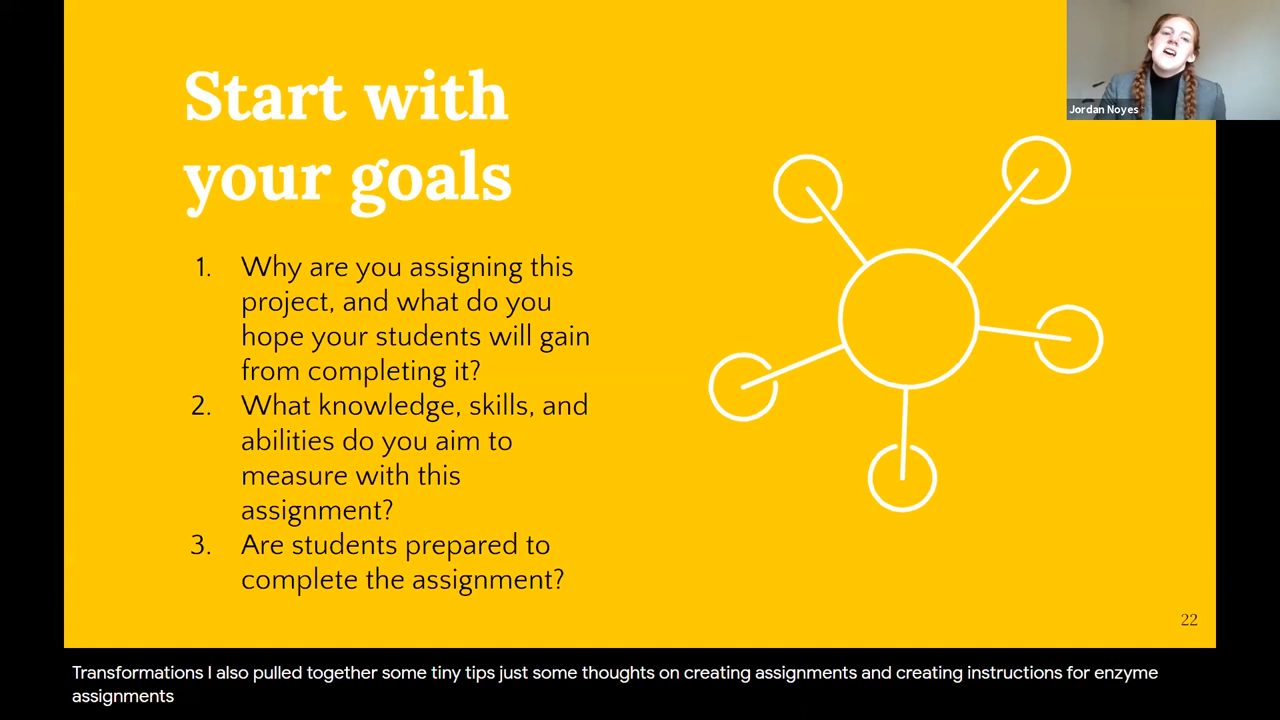 Start with
your goals
1. Why are you assigning this
project, and what do you
hope your students will gain
from completing it?
2. What knowledge, skills, and
abilities do you aim to
measure with this
assignment?
3. Are students prepared to
complete the assignment?
22
Jordan Noyes
Transformations I also pulled together some tiny tips just some thoughts on creating assignments and creating instructions for enzyme
assignments